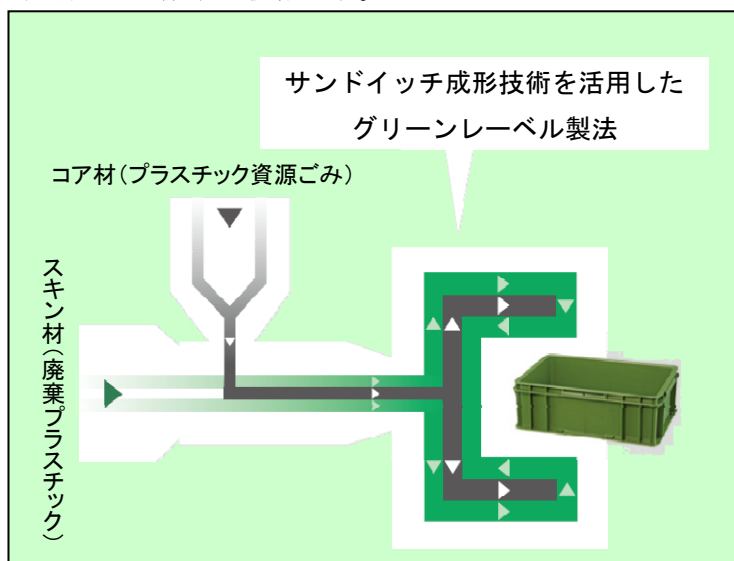 サンドイッチ成形技術を活用した
グリーンレーベル製法
コア材（プラスチック資源ごみ）
スキン材（廃棄プラスチック）